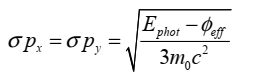 σp_x = σp_y = √((E_phot − ϕ_eff) / (3m_0c^2))